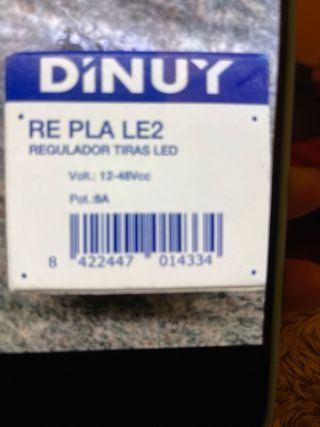 DiNUY
RE PLA LE2
REGULADOR TIRAS LED
Volt.: 12-48Vcc
Pot.:8A
8 422447 014334